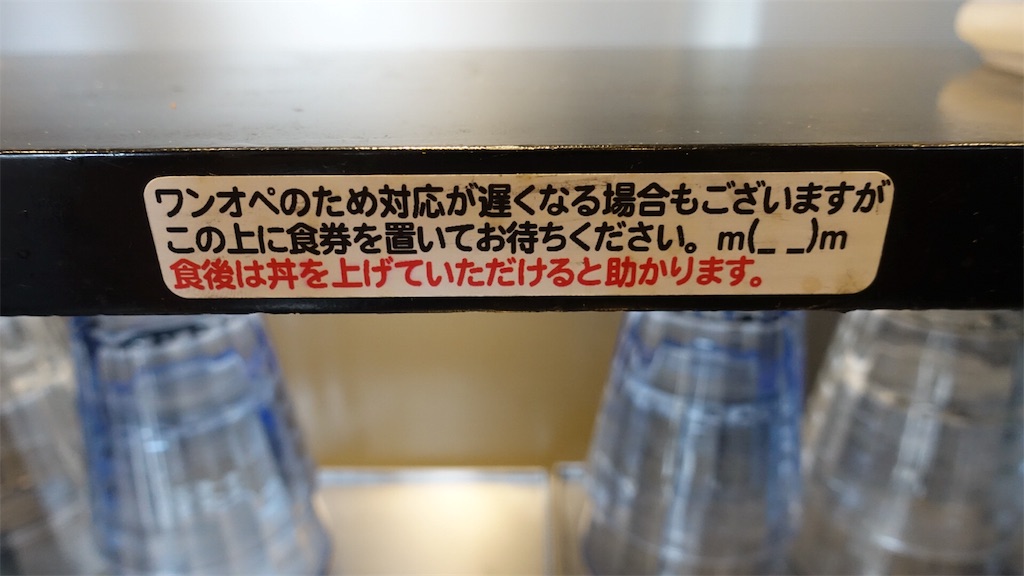 ワンオペのため対応が遅くなる場合もございますが
この上に食券を置いてお待ちください。m(_ _)m
食後は丼を上げていただけると助かります。